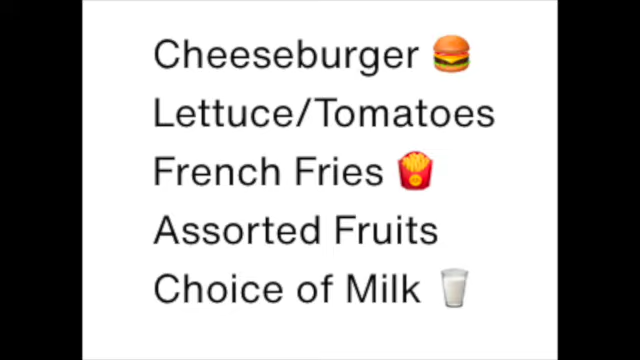 Cheeseburger 🍔
Lettuce/Tomatoes
French Fries 🍟
Assorted Fruits
Choice of Milk 🥛